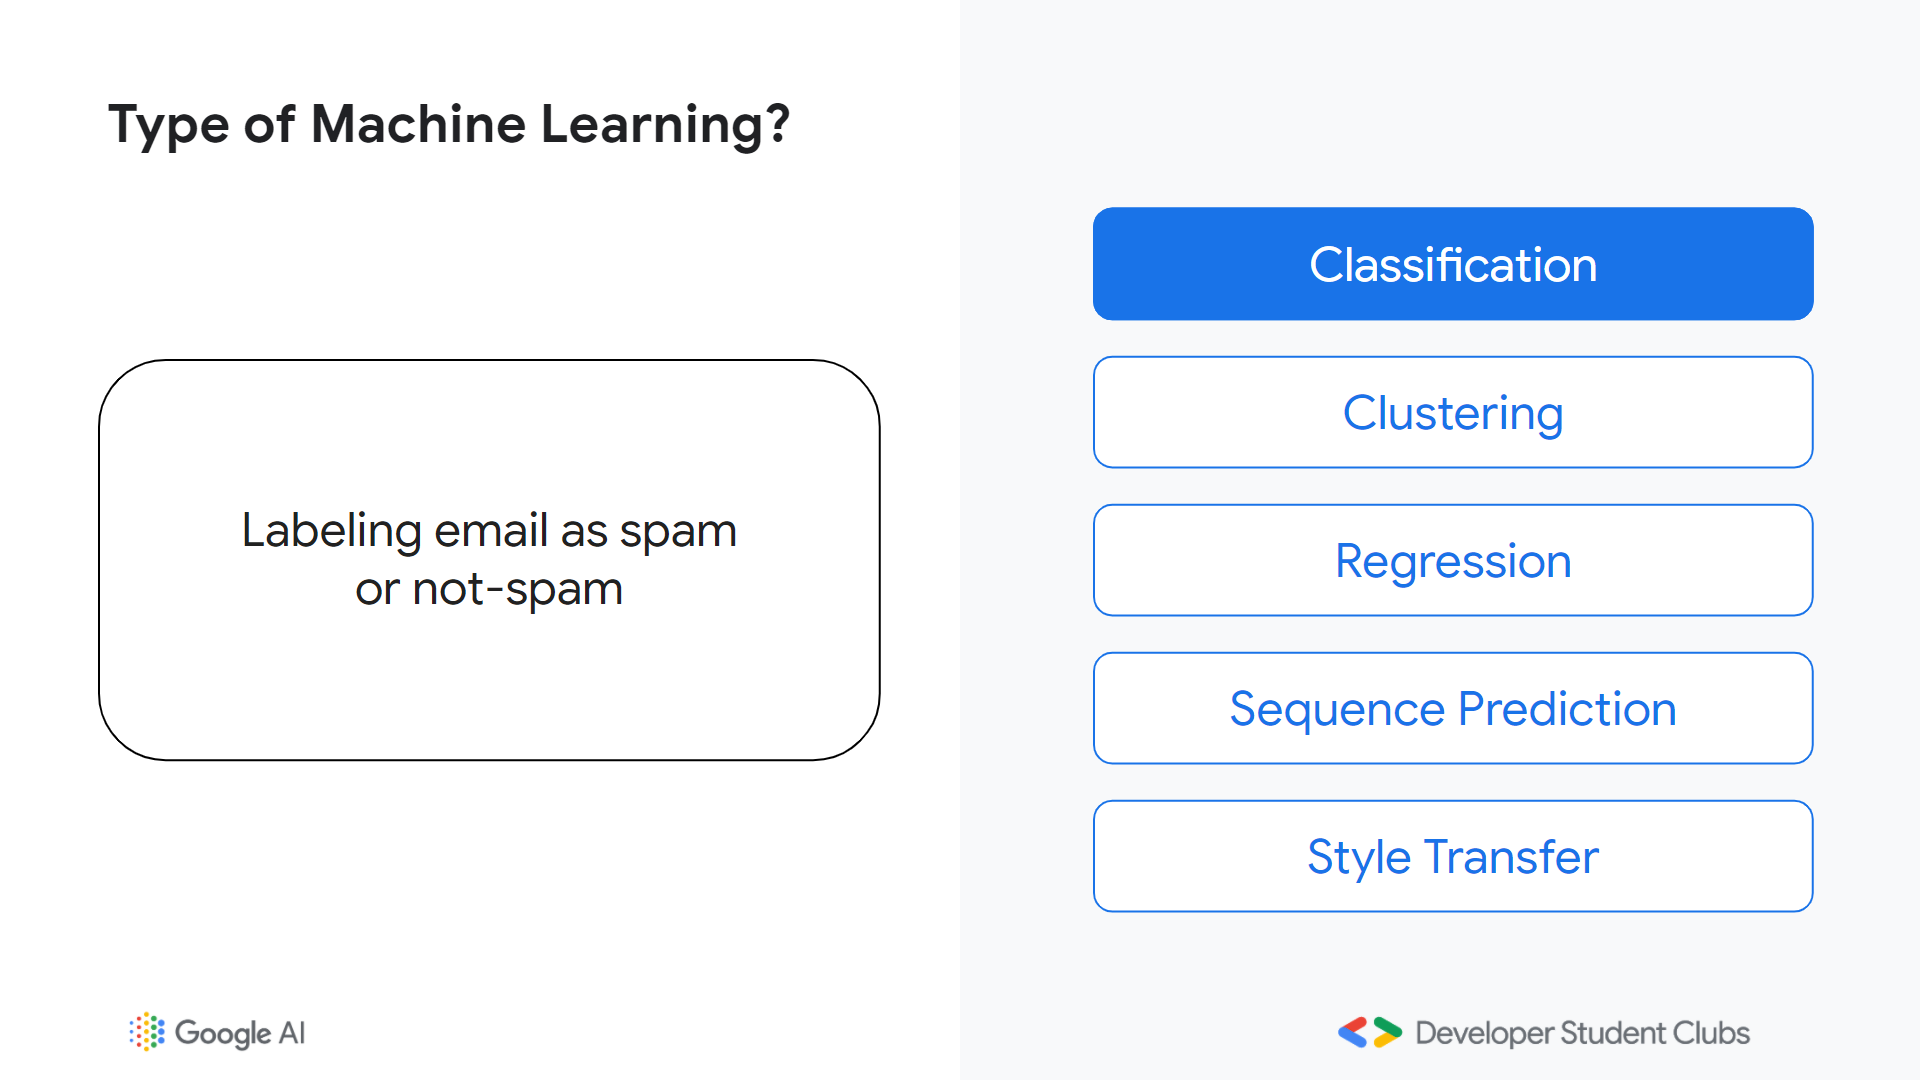 Type of Machine Learning?
Labeling email as spam
or not-spam
Classification
Clustering
Regression
Sequence Prediction
Style Transfer
Google AI
Developer Student Clubs